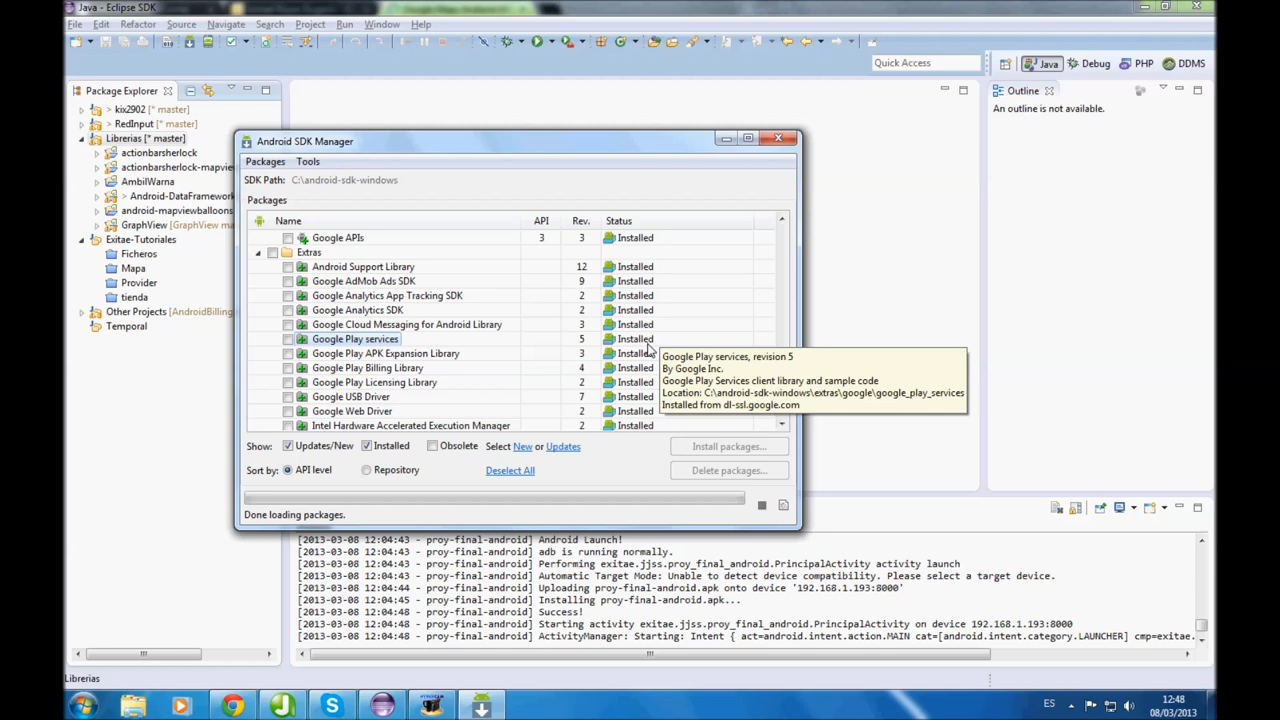 Java - Eclipse SDK
File Edit Refactor Source Navigate Search Project Run Window Help
Quick Access
Java Debug PHP DDMS
Package Explorer
> kix2902 [* master]
> RedInput [* master]
Librerias [* master]
actionbarsherlock
actionbarsherlock-mapview
AmbilWarna
> Android-DataFramework
android-mapviewballoons
GraphView [GraphView
Exitae-Tutoriales
Ficheros
Mapa
Provider
tienda
Other Projects [AndroidBilling
Temporal
Outline
An outline is not available.
Android SDK Manager
Packages Tools
SDK Path: C:\android-sdk-windows
Packages
Name API Rev. Status
Google APIs 3 3 Installed
Extras
Android Support Library 12 Installed
Google AdMob Ads SDK 9 Installed
Google Analytics App Tracking SDK 2 Installed
Google Analytics SDK 2 Installed
Google Cloud Messaging for Android Library 3 Installed
Google Play services 5 Installed
Google Play APK Expansion Library 3 Installed
Google Play Billing Library 4 Installed
Google Play Licensing Library 2 Installed
Google USB Driver 7 Installed
Google Web Driver 2 Installed
Intel Hardware Accelerated Execution Manager 2 Installed
Google Play services, revision 5
By Google Inc.
Google Play Services client library and sample code
Location: C:\android-sdk-windows\extras\google\google_play_services
Installed from dl-ssl.google.com
Show: Updates/New Installed Obsolete Select New or Updates Install packages...
Sort by: API level Repository Deselect All Delete packages...
Done loading packages.
[2013-03-08 12:04:43 - proy-final-android] Android Launch!
[2013-03-08 12:04:43 - proy-final-android] adb is running normally.
[2013-03-08 12:04:43 - proy-final-android] Performing exitae.jjss.proy_final_android.PrincipalActivity activity launch
[2013-03-08 12:04:43 - proy-final-android] Automatic Target Mode: Unable to detect device compatibility. Please select a target device.
[2013-03-08 12:04:44 - proy-final-android] Uploading proy-final-android.apk onto device '192.168.1.193:8000'
[2013-03-08 12:04:45 - proy-final-android] Installing proy-final-android.apk...
[2013-03-08 12:04:48 - proy-final-android] Success!
[2013-03-08 12:04:48 - proy-final-android] Starting activity exitae.jjss.proy_final_android.PrincipalActivity on device 192.168.1.193:8000
[2013-03-08 12:04:48 - proy-final-android] ActivityManager: Starting: Intent { act=android.intent.action.MAIN cat=[android.intent.category.LAUNCHER] cmp=exitae.
Librerias
ES
12:48
08/03/2013